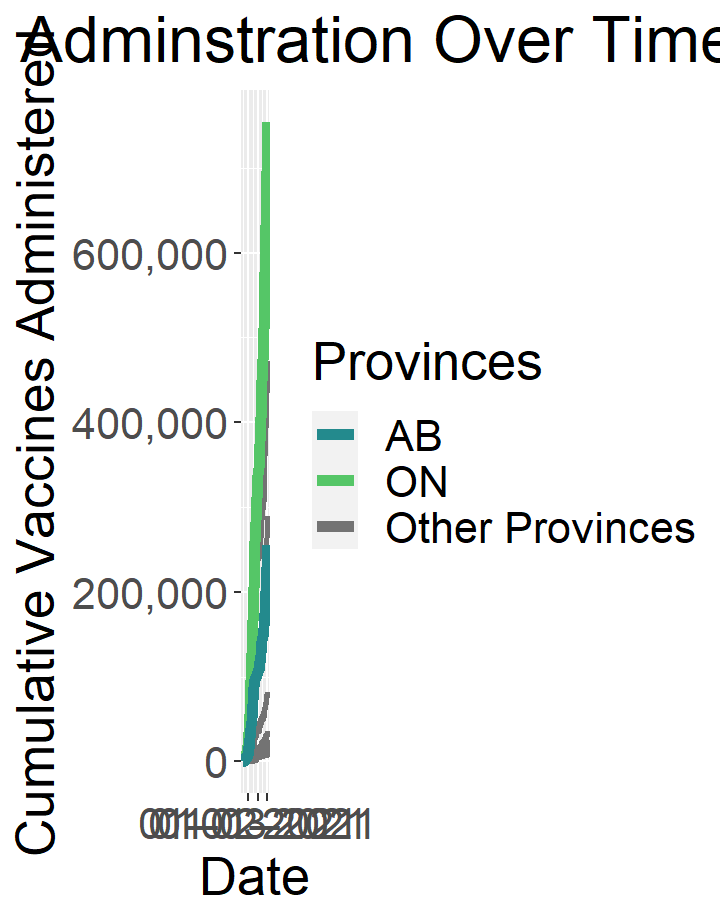 Adminstration Over Time
Cumulative Vaccines Administered
600,000
400,000
200,000
0
Provinces
AB
ON
Other Provinces
Date